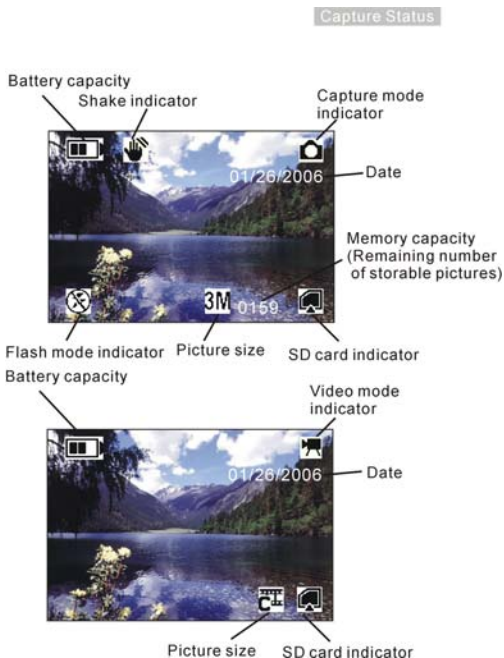 Capture Status
Battery capacity
Shake indicator
Capture mode
indicator
01/26/2006
Date
Memory capacity
(Remaining number
of storable pictures)
3M
0159
Flash mode indicator
Picture size
SD card indicator
Battery capacity
Video mode
indicator
01/26/2006
Date
C
Picture size
SD card indicator